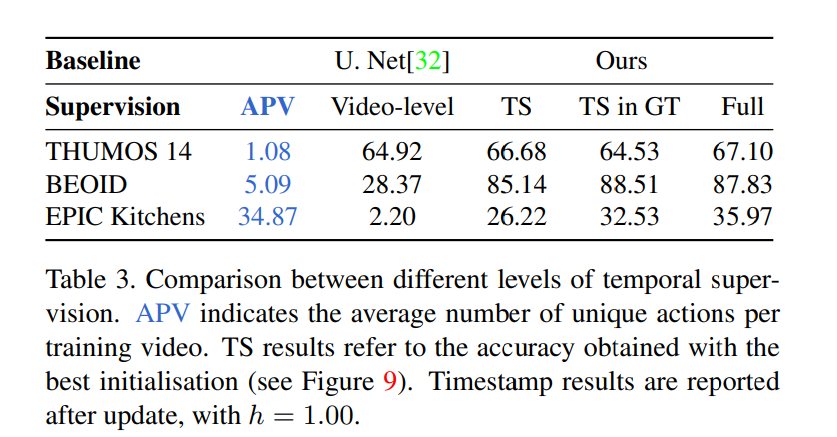 Baseline U. Net[32] Ours
Supervision APV Video-level TS TS in GT Full
THUMOS 14 1.08 64.92 66.68 64.53 67.10
BEOID 5.09 28.37 85.14 88.51 87.83
EPIC Kitchens 34.87 2.20 26.22 32.53 35.97
Table 3. Comparison between different levels of temporal super-
vision. APV indicates the average number of unique actions per
training video. TS results refer to the accuracy obtained with the
best initialisation (see Figure 9). Timestamp results are reported
after update, with h = 1.00.